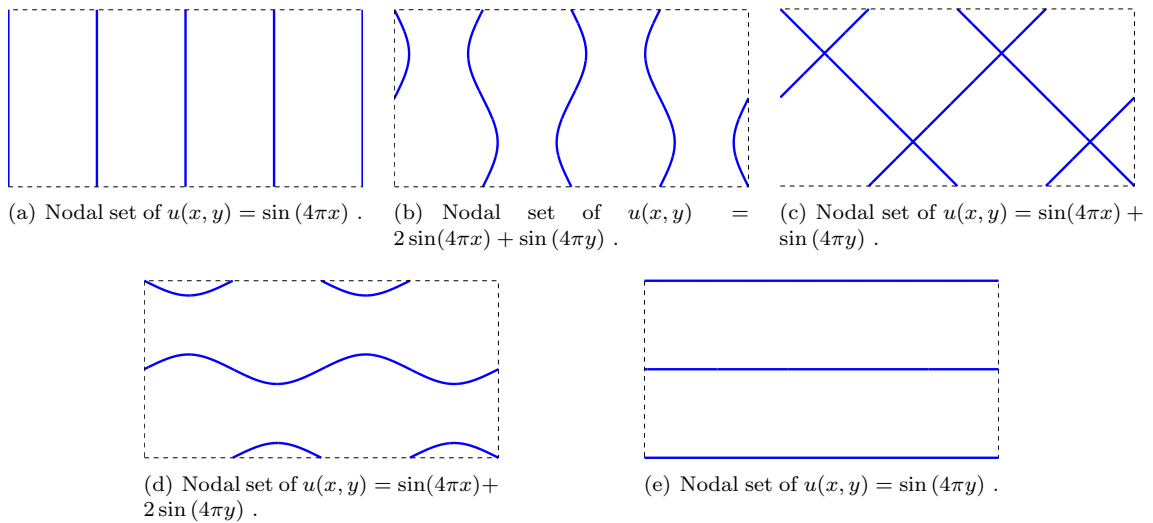 (a) Nodal set of u(x, y) = sin (4πx) .
(b) Nodal set of u(x, y) =
2 sin(4πx) + sin (4πy) .
(c) Nodal set of u(x, y) = sin(4πx) +
sin (4πy) .
(d) Nodal set of u(x, y) = sin(4πx)+
2 sin (4πy) .
(e) Nodal set of u(x, y) = sin (4πy) .